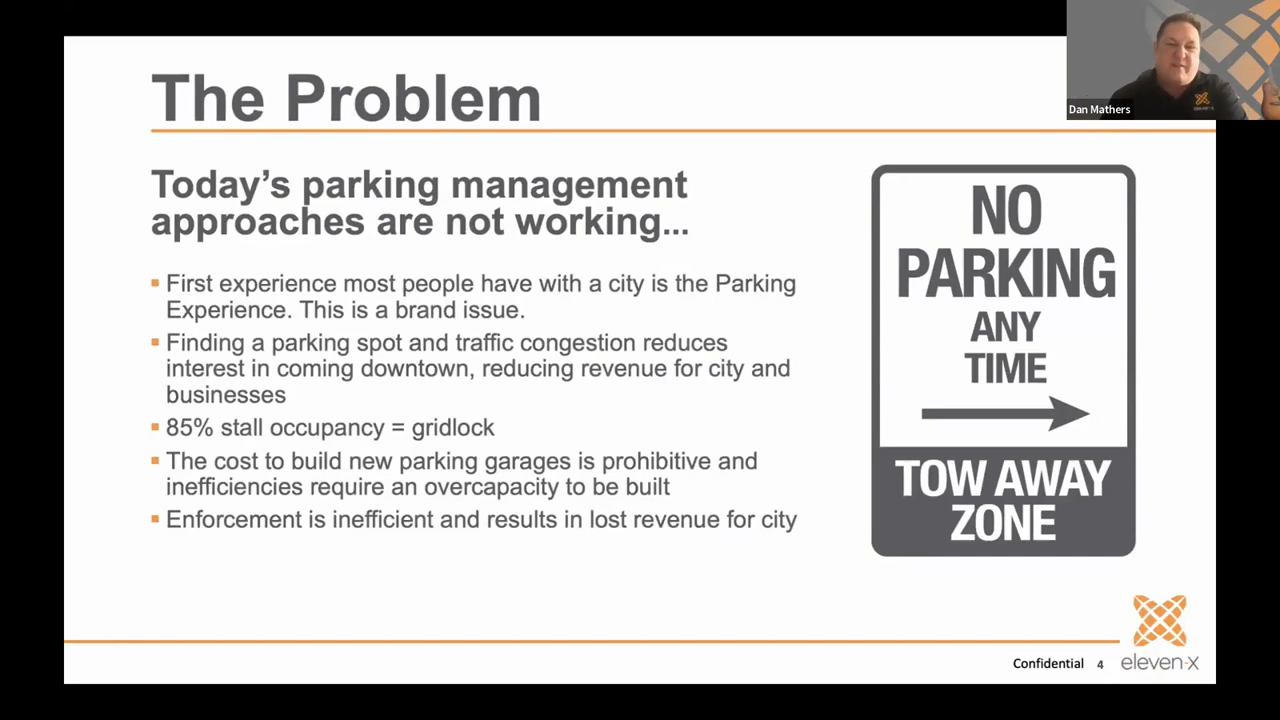 The Problem
Dan Mathers
Today’s parking management
approaches are not working...
▪ First experience most people have with a city is the Parking
Experience. This is a brand issue.
▪ Finding a parking spot and traffic congestion reduces
interest in coming downtown, reducing revenue for city and
businesses
▪ 85% stall occupancy = gridlock
▪ The cost to build new parking garages is prohibitive and
inefficiencies require an overcapacity to be built
▪ Enforcement is inefficient and results in lost revenue for city
NO
PARKING
ANY
TIME
TOW AWAY
ZONE
Confidential 4
eleven-x